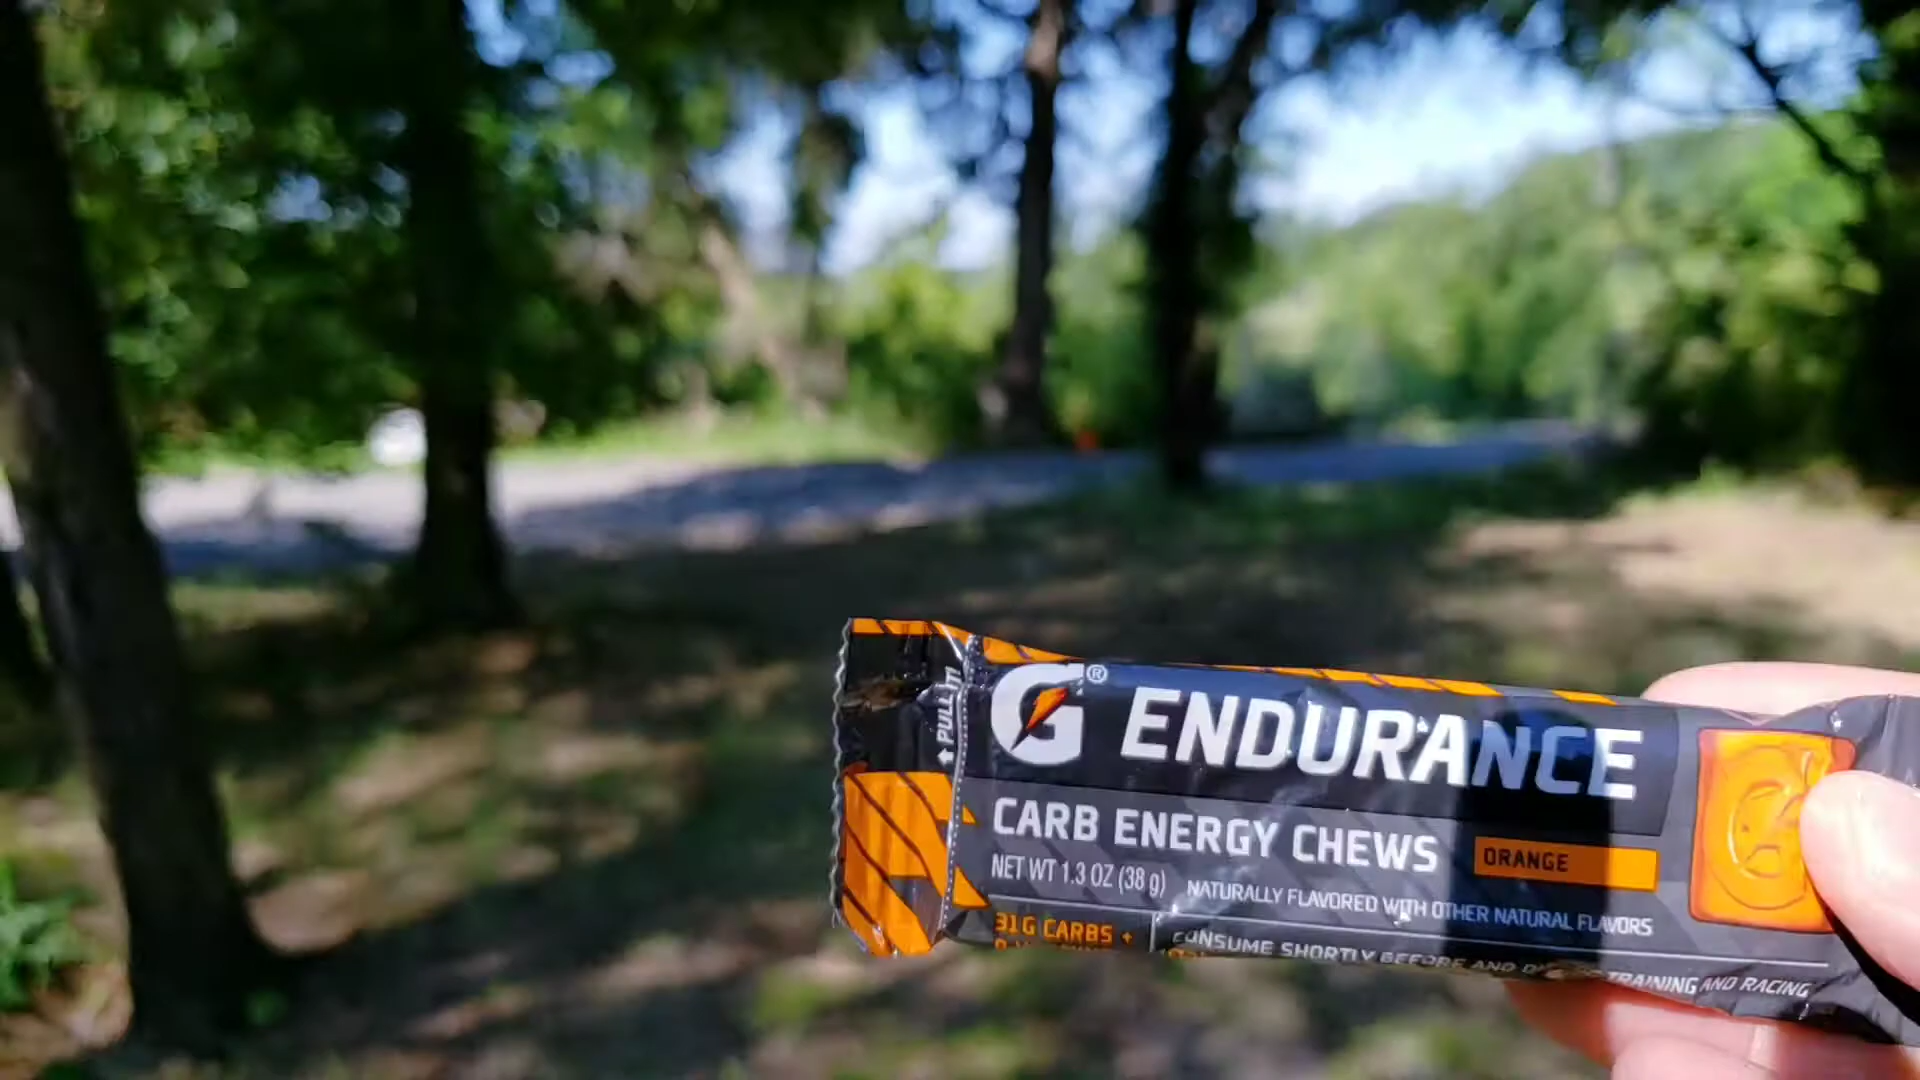 PULL
G® ENDURANCE
CARB ENERGY CHEWS
ORANGE
NET WT 1.3 OZ (38 g)
NATURALLY FLAVORED WITH OTHER NATURAL FLAVORS
31G CARBS +
CONSUME SHORTLY BEFORE AND TRAINING AND RACING